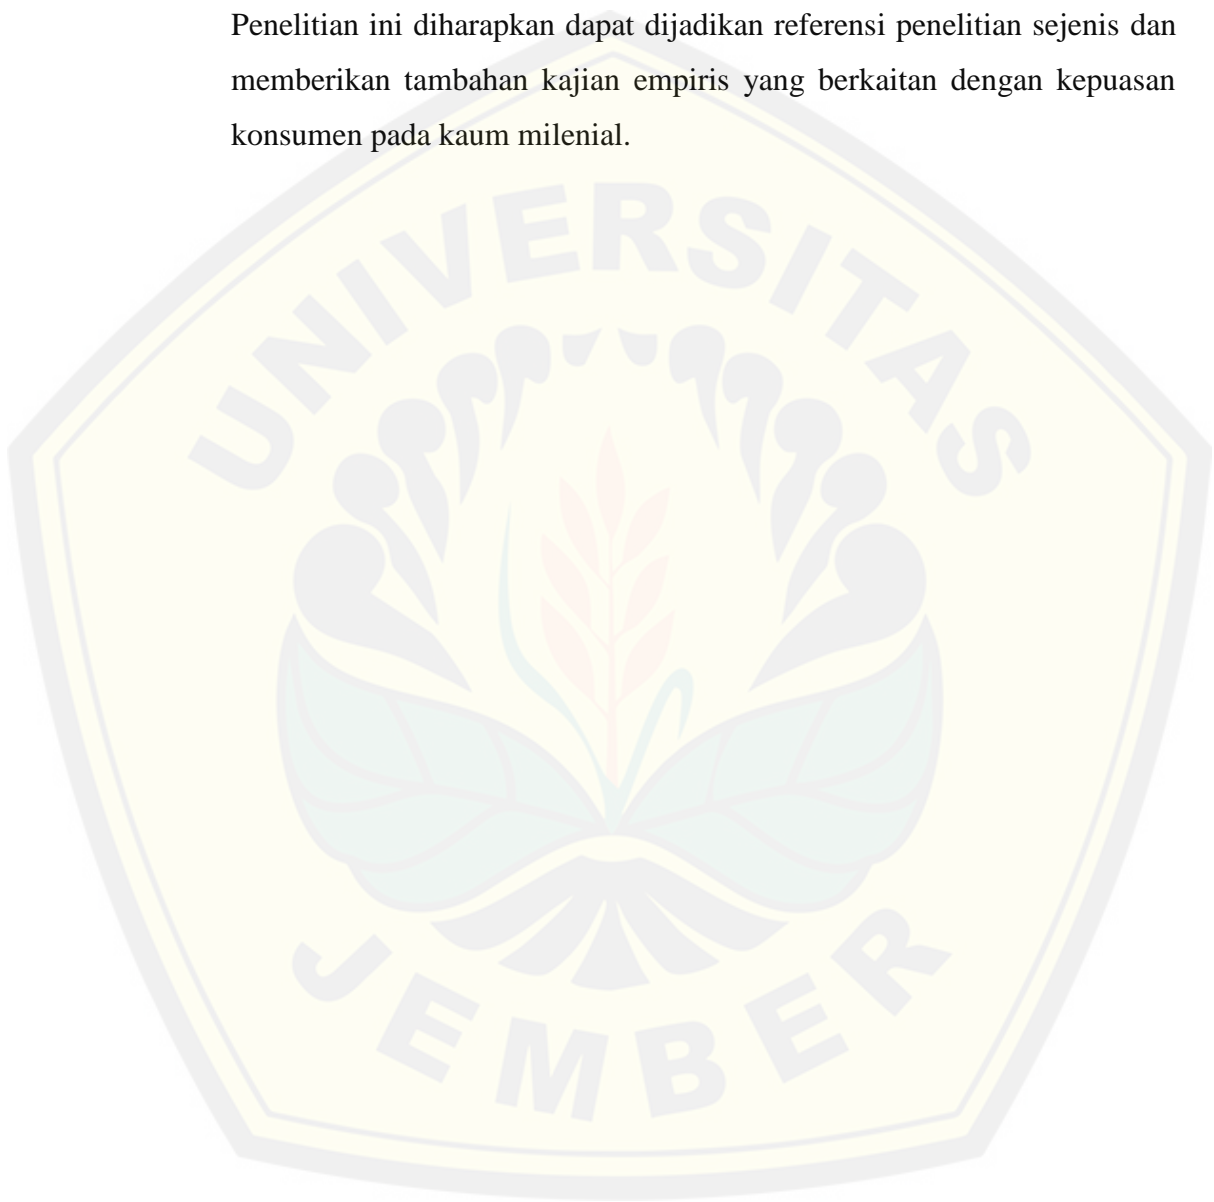 Penelitian ini diharapkan dapat dijadikan referensi penelitian sejenis dan
memberikan tambahan kajian empiris yang berkaitan dengan kepuasan
konsumen pada kaum milenial.
UNIVERSITAS
JEMBER